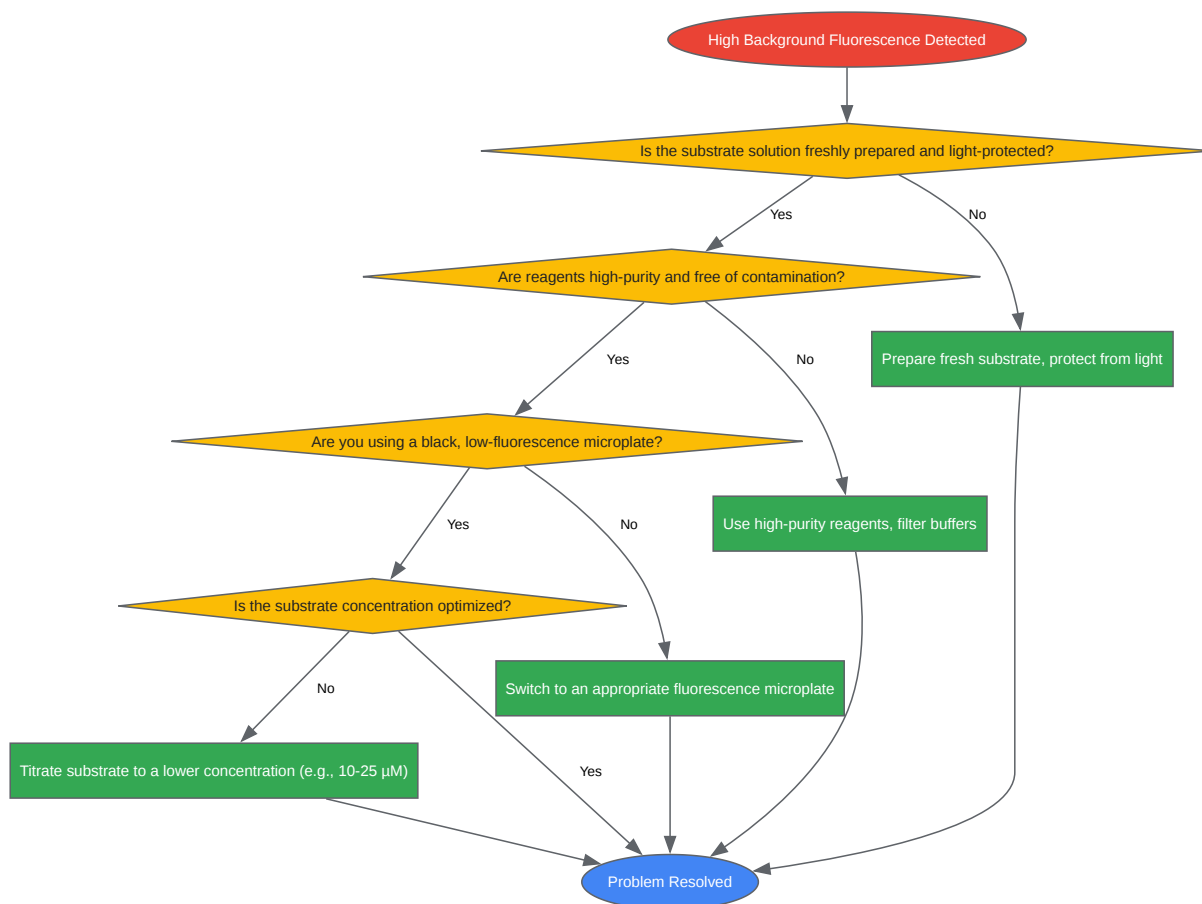 High Background Fluorescence Detected
Is the substrate solution freshly prepared and light-protected?
Yes
No
Are reagents high-purity and free of contamination?
Yes
No
Prepare fresh substrate, protect from light
Are you using a black, low-fluorescence microplate?
Yes
No
Use high-purity reagents, filter buffers
Is the substrate concentration optimized?
No
Yes
Switch to an appropriate fluorescence microplate
Titrate substrate to a lower concentration (e.g., 10-25 µM)
Problem Resolved